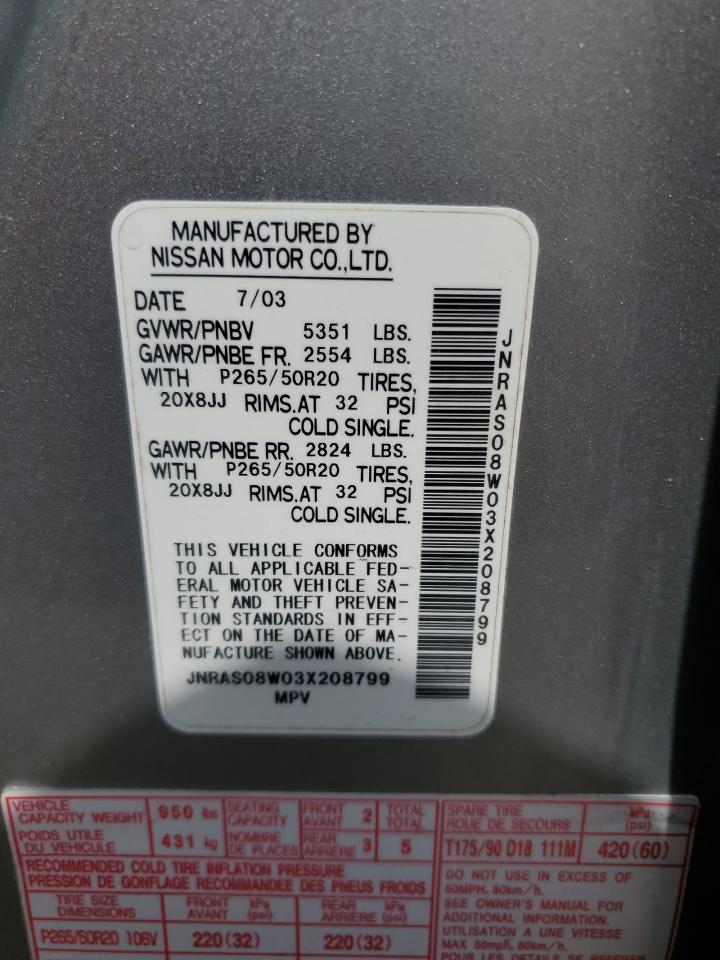 MANUFACTURED BY
NISSAN MOTOR CO.,LTD.
DATE 7/03
GVWR/PNBV 5351 LBS.
GAWR/PNBE FR. 2554 LBS.
WITH P265/50R20 TIRES,
20X8JJ RIMS.AT 32 PSI
COLD SINGLE.
GAWR/PNBE RR. 2824 LBS.
WITH P265/50R20 TIRES,
20X8JJ RIMS.AT 32 PSI
COLD SINGLE.
THIS VEHICLE CONFORMS
TO ALL APPLICABLE FED-
ERAL MOTOR VEHICLE SA-
FETY AND THEFT PREVEN-
TION STANDARDS IN EFF-
ECT ON THE DATE OF MA-
NUFACTURE SHOWN ABOVE.
JNRAS08W03X208799
MPV
JNRAS08W03X208799
VEHICLE CAPACITY WEIGHT 950 lbs
POIDS UTILE DU VEHICULE 431 kg
SEATING CAPACITY
NOMBRE DE PLACES
FRONT AVANT 2
REAR ARRIERE 3
TOTAL TOTAL
5
RECOMMENDED COLD TIRE INFLATION PRESSURE
PRESSION DE GONFLAGE RECOMMANDEE DES PNEUS FROIDS
TIRE SIZE DIMENSIONS
FRONT AVANT kPa (psi)
REAR ARRIERE kPa (psi)
P265/50R20 106V 220(32) 220(32)
SPARE TIRE
ROUE DE SECOURS
kPa (psi)
T175/90 D18 111M 420(60)
DO NOT USE IN EXCESS OF
50MPH, 80km/h.
SEE OWNER'S MANUAL FOR
ADDITIONAL INFORMATION.
UTILISATION A UNE VITESSE
MAX 50mph, 80km/h.
POUR LES DETAILS SE REFERER